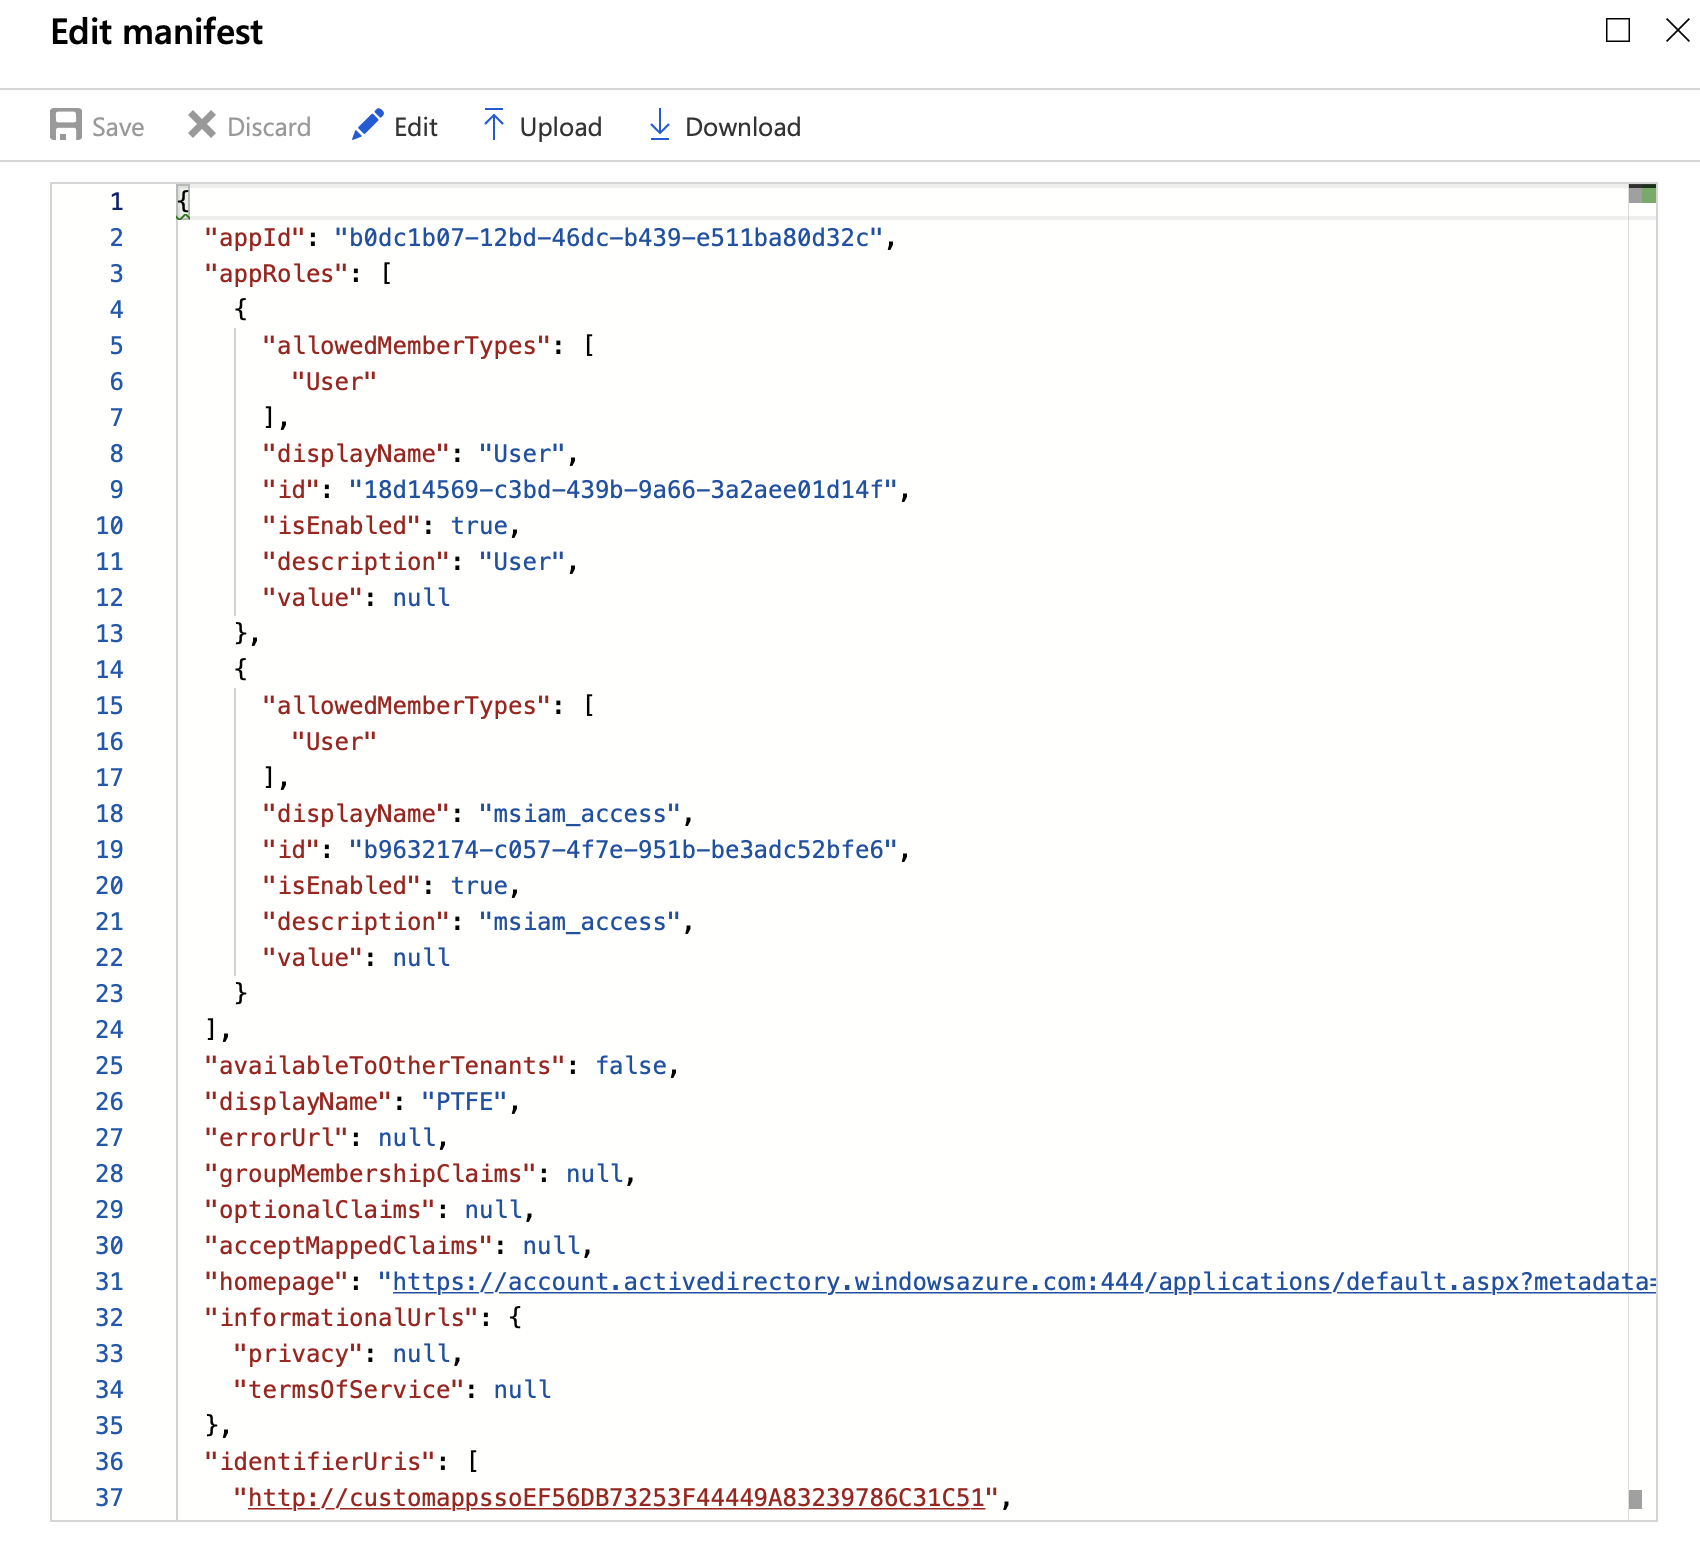 Edit manifest
Save Discard Edit Upload Download
1 {
2 "appId": "b0dc1b07-12bd-46dc-b439-e511ba80d32c",
3 "appRoles": [
4 {
5 "allowedMemberTypes": [
6 "User"
7 ],
8 "displayName": "User",
9 "id": "18d14569-c3bd-439b-9a66-3a2aee01d14f",
10 "isEnabled": true,
11 "description": "User",
12 "value": null
13 },
14 {
15 "allowedMemberTypes": [
16 "User"
17 ],
18 "displayName": "msiam_access",
19 "id": "b9632174-c057-4f7e-951b-be3adc52bfe6",
20 "isEnabled": true,
21 "description": "msiam_access",
22 "value": null
23 }
24 ],
25 "availableToOtherTenants": false,
26 "displayName": "PTFE",
27 "errorUrl": null,
28 "groupMembershipClaims": null,
29 "optionalClaims": null,
30 "acceptMappedClaims": null,
31 "homepage": "https://account.activedirectory.windowsazure.com:444/applications/default.aspx?metadata=
32 "informationalUrls": {
33 "privacy": null,
34 "termsOfService": null
35 },
36 "identifierUris": [
37 "http://customappssoEF56DB73253F44449A83239786C31C51",